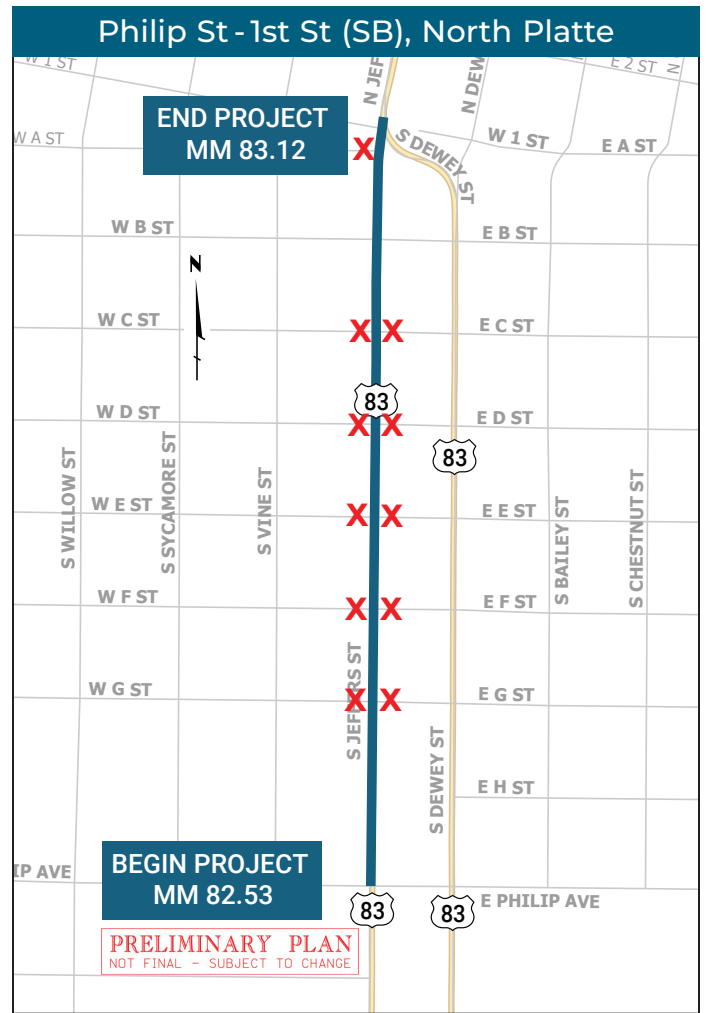 Philip St - 1st St (SB), North Platte
W 1 ST
N JEF
N DEW
E 2 ST
N
END PROJECT
MM 83.12
X
W A ST
S DEWEY ST
W 1 ST
E A ST
W B ST
E B ST
N
W C ST
X X
E C ST
83
W D ST
X X
E D ST
83
S WILLOW ST
S SYCAMORE ST
S VINE ST
W E ST
X X
E E ST
S BAILEY ST
S CHESTNUT ST
W F ST
X X
E F ST
W G ST
X X
E G ST
S JEFFERS ST
S DEWEY ST
E H ST
BEGIN PROJECT
MM 82.53
IP AVE
83
83
E PHILIP AVE
PRELIMINARY PLAN
NOT FINAL - SUBJECT TO CHANGE